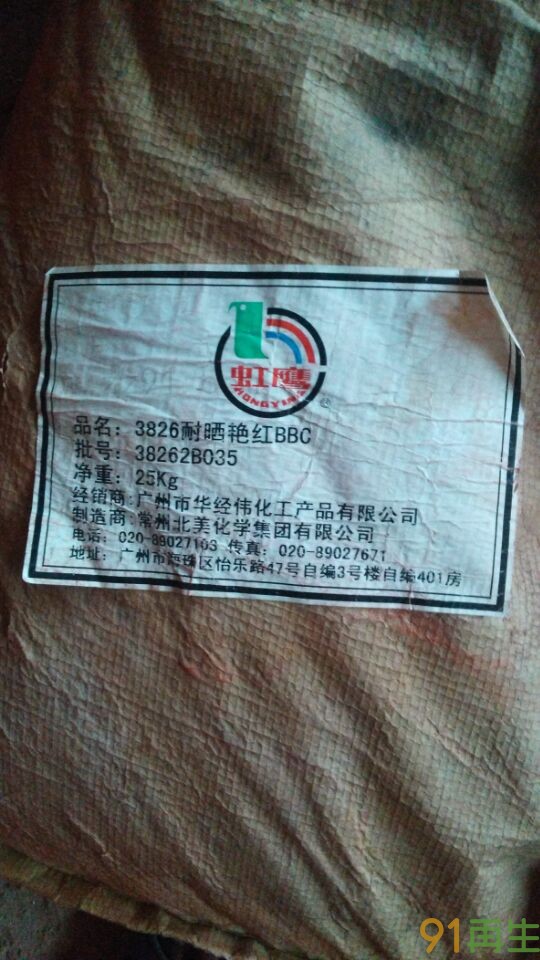 虹鹰
HONGYING
®
品名：3826耐晒艳红BBC
批号：38262B035
净重：25Kg
经销商：广州市华经伟化工产品有限公司
制造商：常州北美化学集团有限公司
电话：020-89027103 传真：020-89027671
地址：广州市海珠区怡乐路47号自编3号楼自编401房
91再生